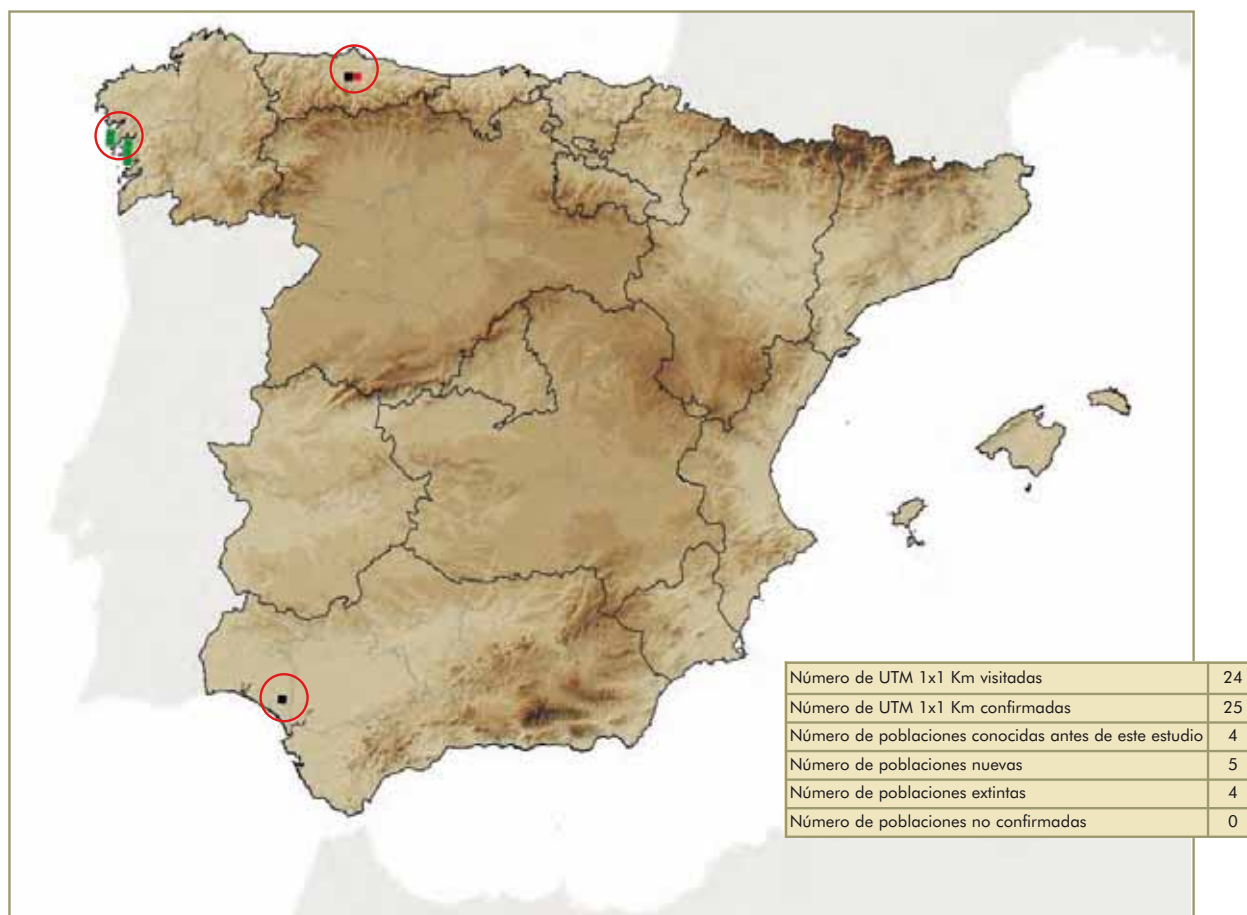 Número de UTM 1x1 Km visitadas 24
Número de UTM 1x1 Km confirmadas 25
Número de poblaciones conocidas antes de este estudio 4
Número de poblaciones nuevas 5
Número de poblaciones extintas 4
Número de poblaciones no confirmadas 0